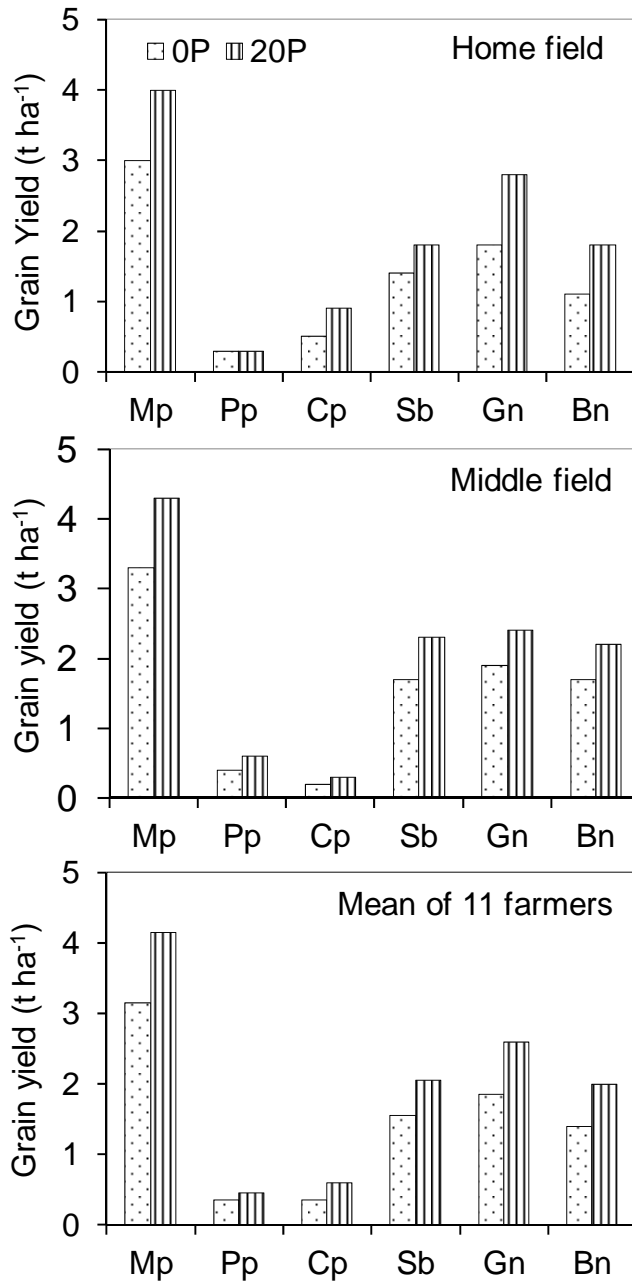 Grain Yield (t ha⁻¹)
5
4
3
2
1
0
0P 20P
Home field
Mp Pp Cp Sb Gn Bn
Grain yield (t ha⁻¹)
5
4
3
2
1
0
Middle field
Mp Pp Cp Sb Gn Bn
Grain yield (t ha⁻¹)
5
4
3
2
1
0
Mean of 11 farmers
Mp Pp Cp Sb Gn Bn